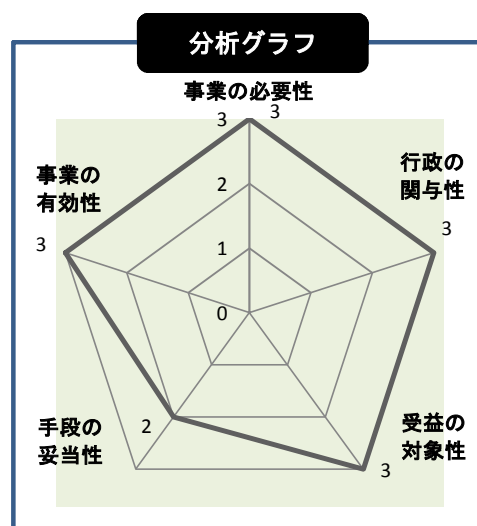 分析グラフ
事業の必要性
3
3
2
1
0
行政の
関与性
3
受益の
対象性
3
手段の
妥当性
2
事業の
有効性
3